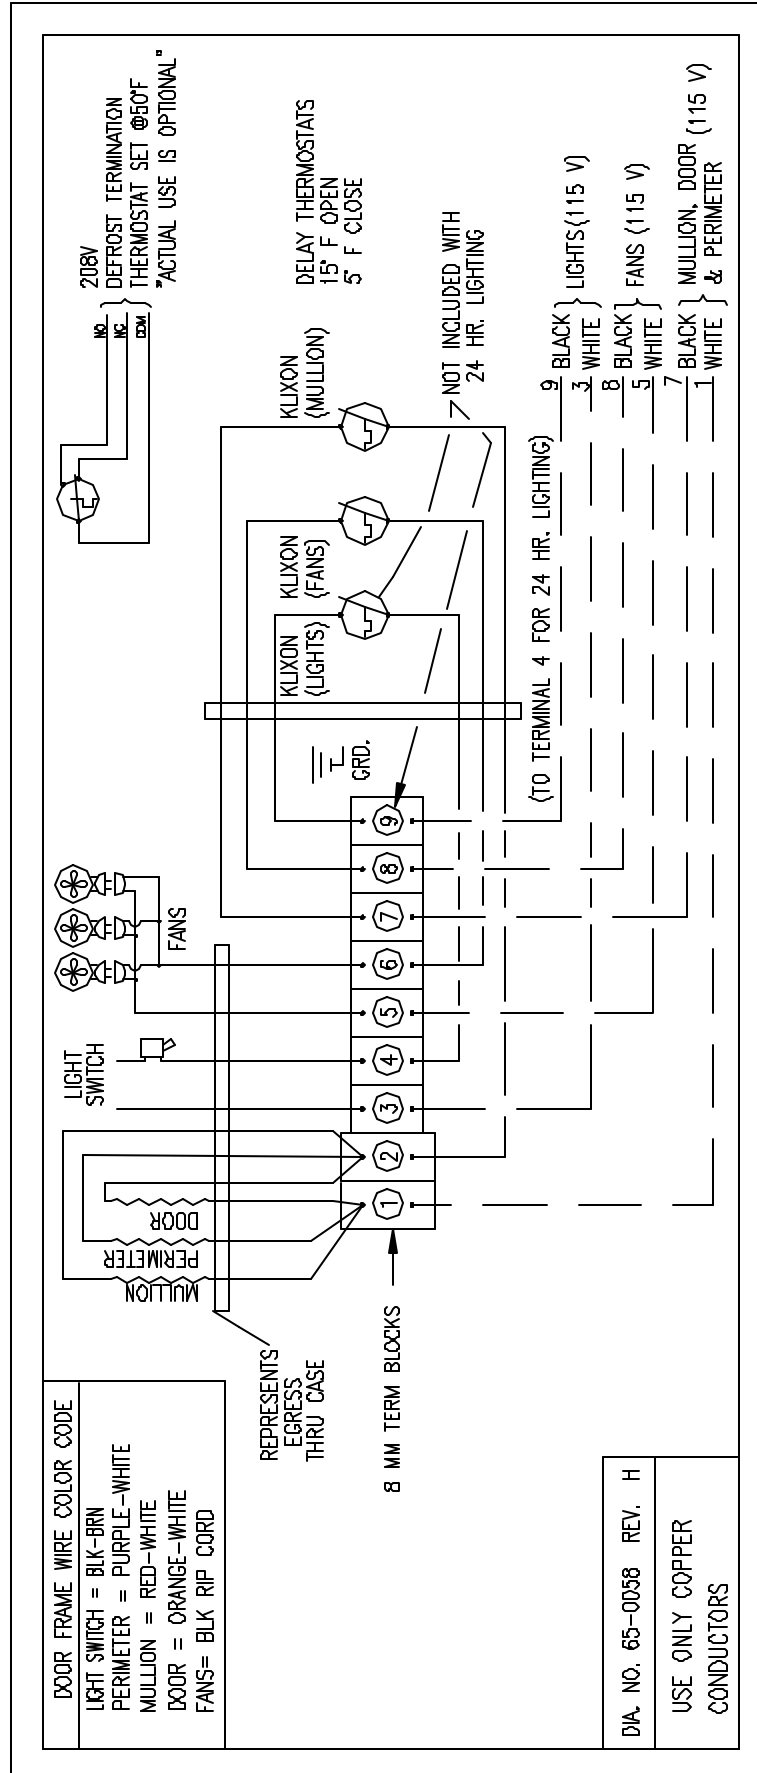 DOOR FRAME WIRE COLOR CODE
LIGHT SWITCH = BLK-BRN
PERIMETER = PURPLE-WHITE
MULLION = RED-WHITE
DOOR = ORANGE-WHITE
FANS= BLK RIP CORD
MULLION
PERIMETER
DOOR
LIGHT
SWITCH
FANS
208V
DEFROST TERMINATION
THERMOSTAT SET @50°F
"ACTUAL USE IS OPTIONAL"
NO
NC
COM
REPRESENTS
EGRESS
THRU CASE
8 MM TERM BLOCKS
1
2
3
4
5
6
7
8
9
GRD.
KLIXON
(LIGHTS)
KLIXON
(FANS)
KLIXON
(MULLION)
DELAY THERMOSTATS
15° F OPEN
5° F CLOSE
NOT INCLUDED WITH
24 HR. LIGHTING
(TO TERMINAL 4 FOR 24 HR. LIGHTING)
9 BLACK
3 WHITE
LIGHTS(115 V)
8 BLACK
5 WHITE
FANS (115 V)
7 BLACK
1 WHITE
MULLION, DOOR
& PERIMETER
(115 V)
DIA. NO. 65-0058 REV. H
USE ONLY COPPER
CONDUCTORS